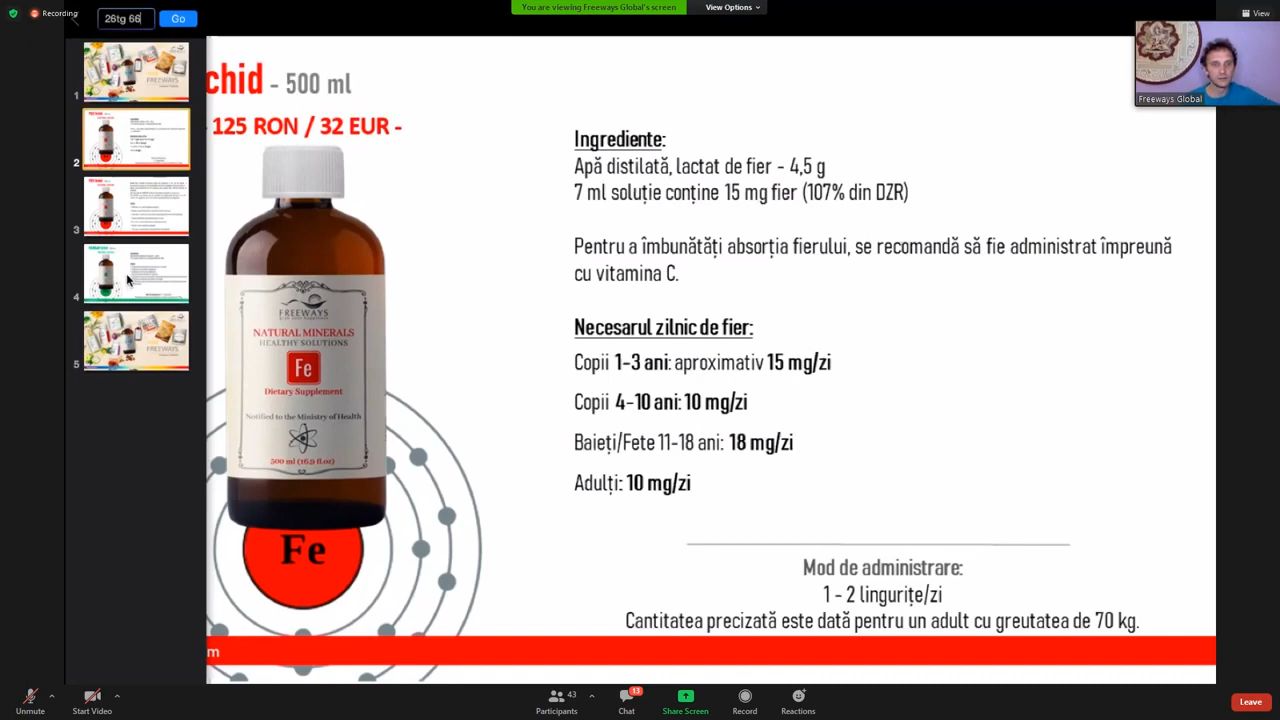 Recording
26tg 66
Go
You are viewing Freeways Global's screen
View Options
View
Freeways Global
1
2
3
4
5
chid - 500 ml
- 125 RON / 32 EUR -
FREEWAYS
NATURAL MINERALS
HEALTHY SOLUTIONS
Fe
Dietary Supplement
Notified to the Ministry of Health
500 ml (16.9 fl.oz)
Fe
m
Ingrediente:
Apă distilată, lactat de fier - 4,5 g
7 ml soluție conține 15 mg fier (107% din DZR)
Pentru a îmbunătăți absorția fierului, se recomandă să fie administrat împreună
cu vitamina C.
Necesarul zilnic de fier:
Copii 1-3 ani: aproximativ 15 mg/zi
Copii 4-10 ani: 10 mg/zi
Baieți/Fete 11-18 ani: 18 mg/zi
Adulți: 10 mg/zi
Mod de administrare:
1 - 2 lingurițe/zi
Cantitatea precizată este dată pentru un adult cu greutatea de 70 kg.
Unmute
Start Video
43
Participants
13
Chat
Share Screen
Record
Reactions
Leave